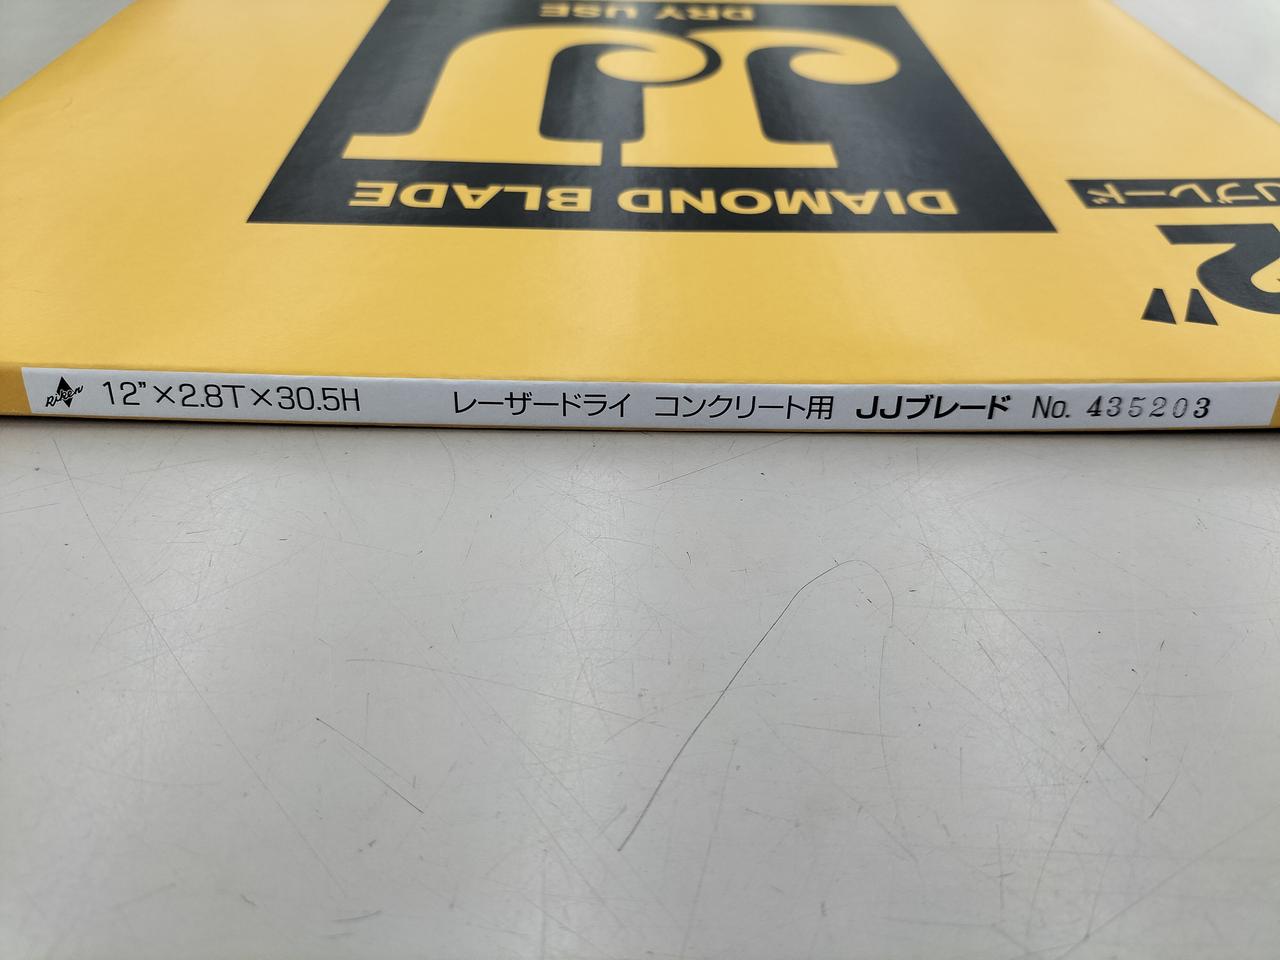 DRY USE
JJ
DIAMOND BLADE
Jブレード
2"
Riken 12"×2.8T×30.5H レーザードライ コンクリート用 JJブレード No. 435203